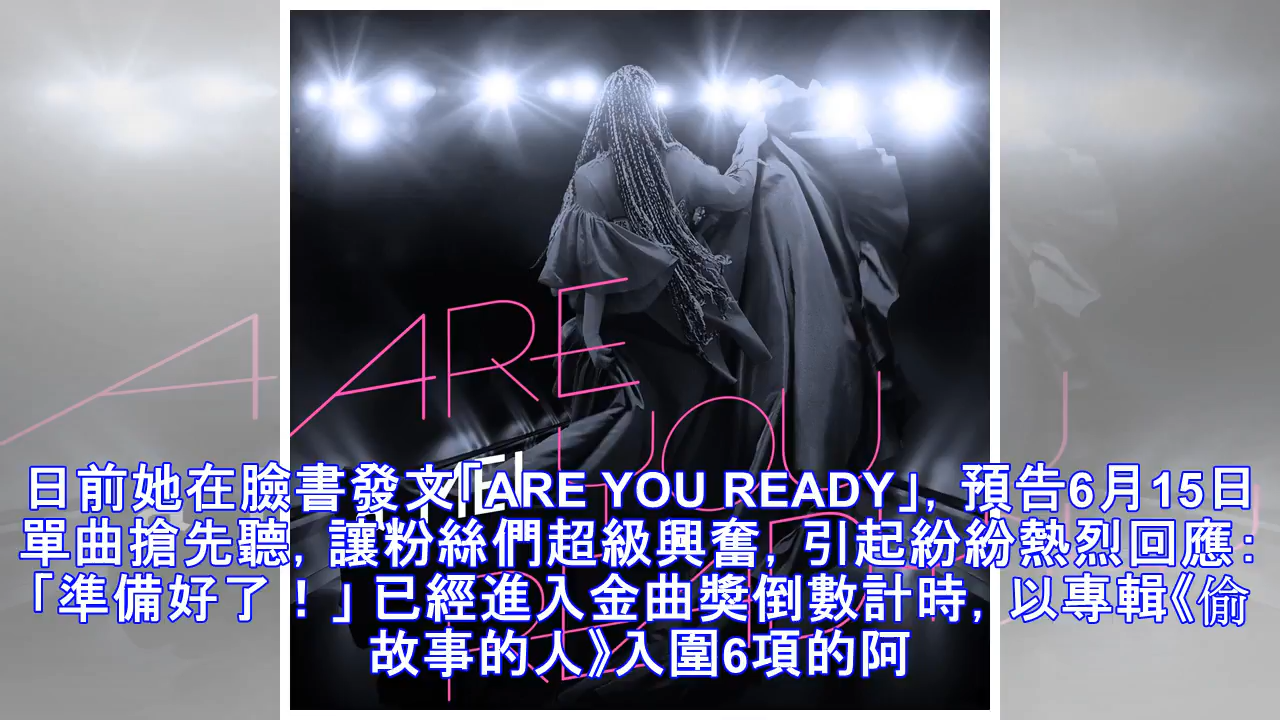 ARE
YOU
日前她在臉書發文「ARE YOU READY」, 預告6月15日
單曲搶先聽, 讓粉絲們超級興奮, 引起紛紛熱烈回應:
「準備好了！」已經進入金曲獎倒數計時, 以專輯《偷
故事的人》入圍6項的阿